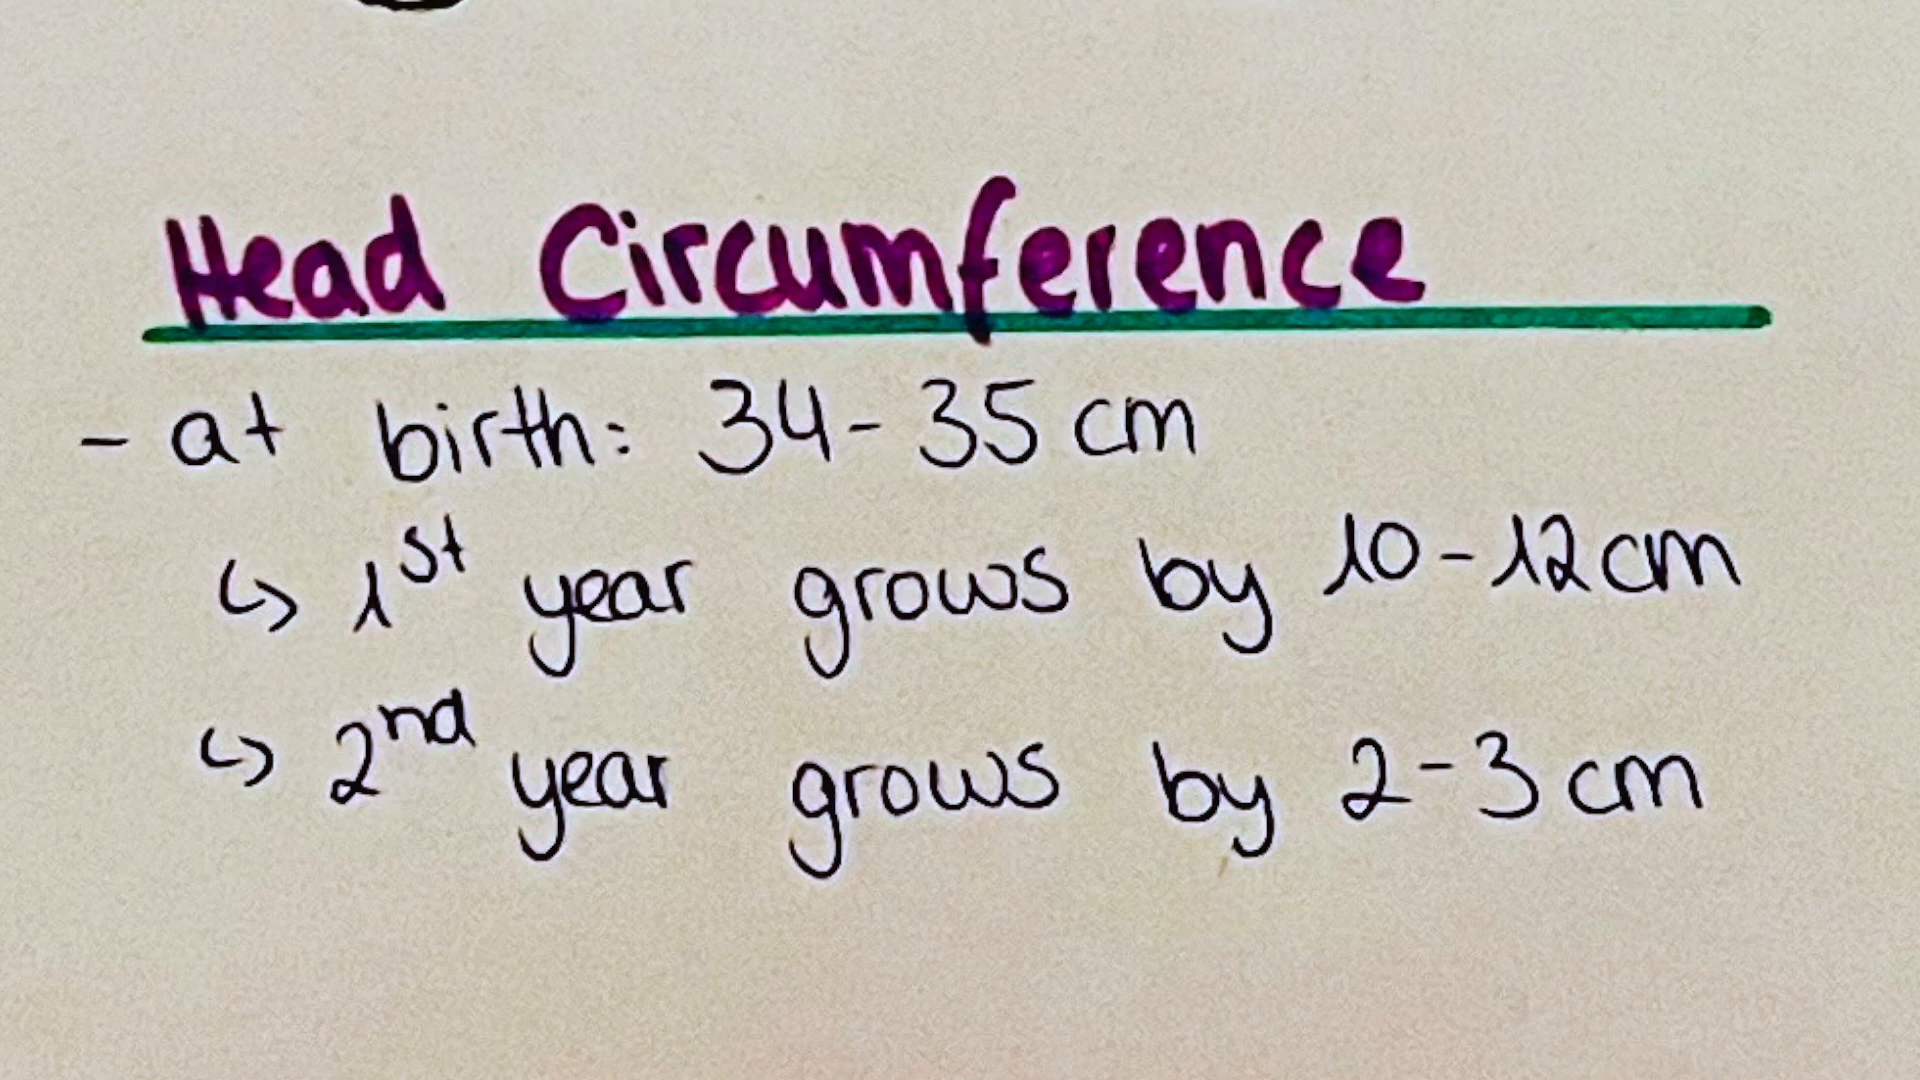 Head Circumference
- at birth: 34-35 cm
↪ 1st year grows by 10-12 cm
↪ 2nd year grows by 2-3 cm